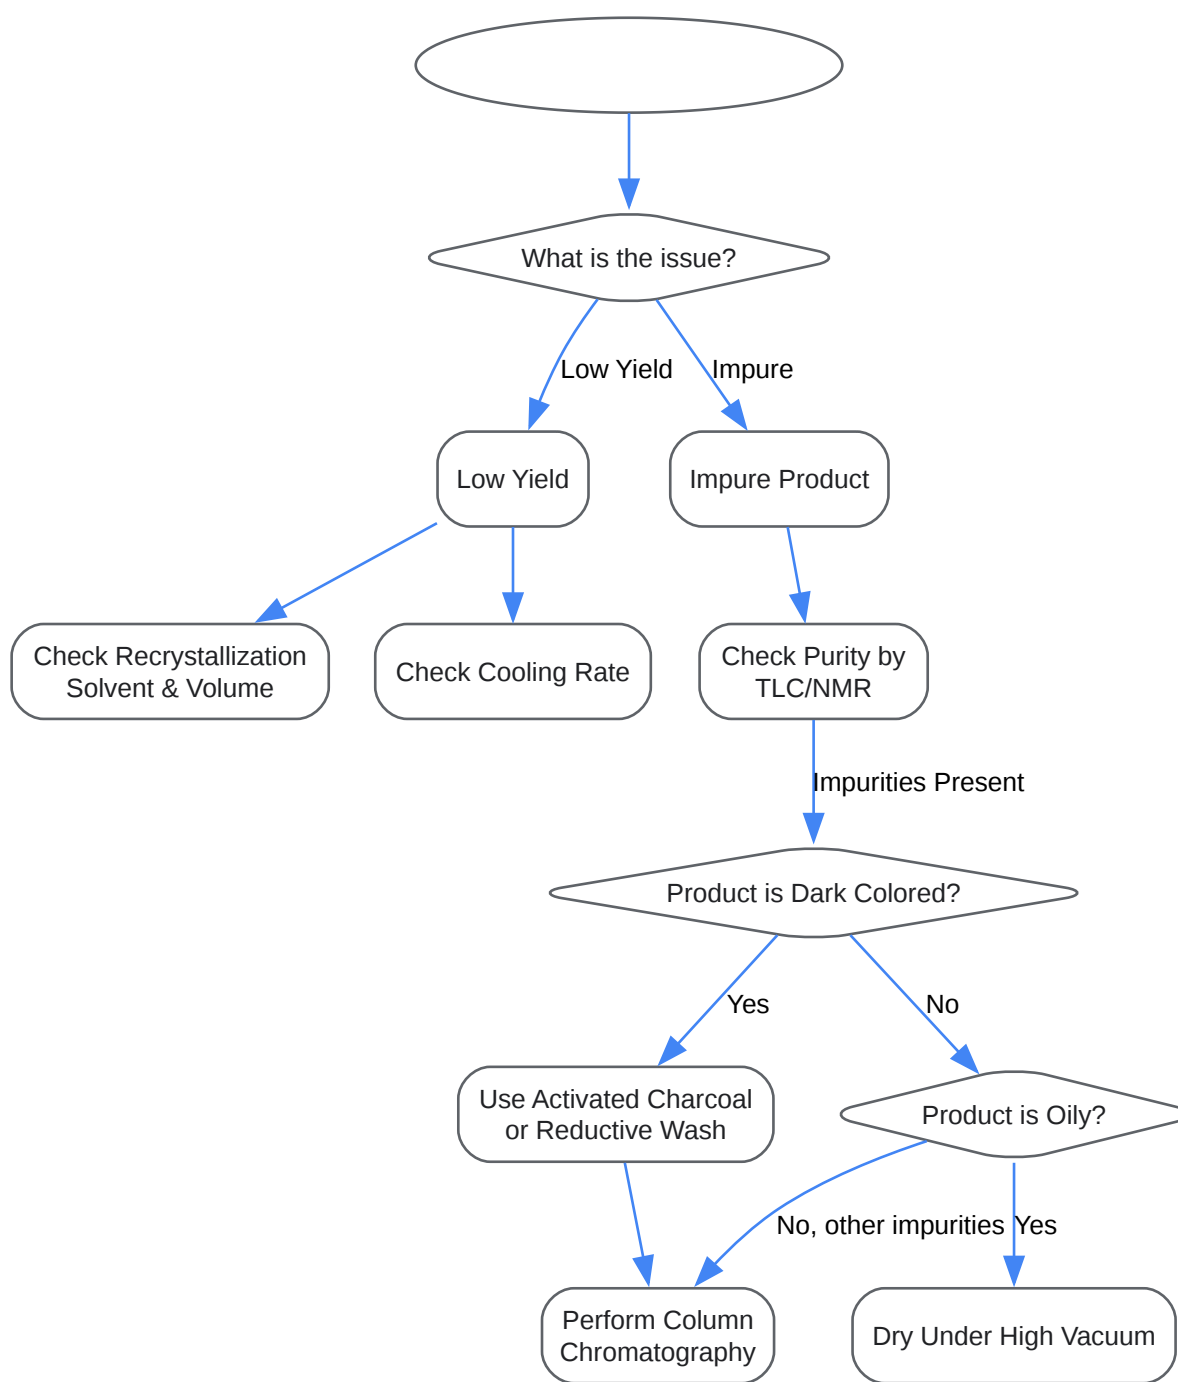 What is the issue?
Low Yield
Impure
Low Yield
Impure Product
Check Recrystallization
Solvent & Volume
Check Cooling Rate
Check Purity by
TLC/NMR
Impurities Present
Product is Dark Colored?
Yes
No
Use Activated Charcoal
or Reductive Wash
Product is Oily?
No, other impurities
Yes
Perform Column
Chromatography
Dry Under High Vacuum